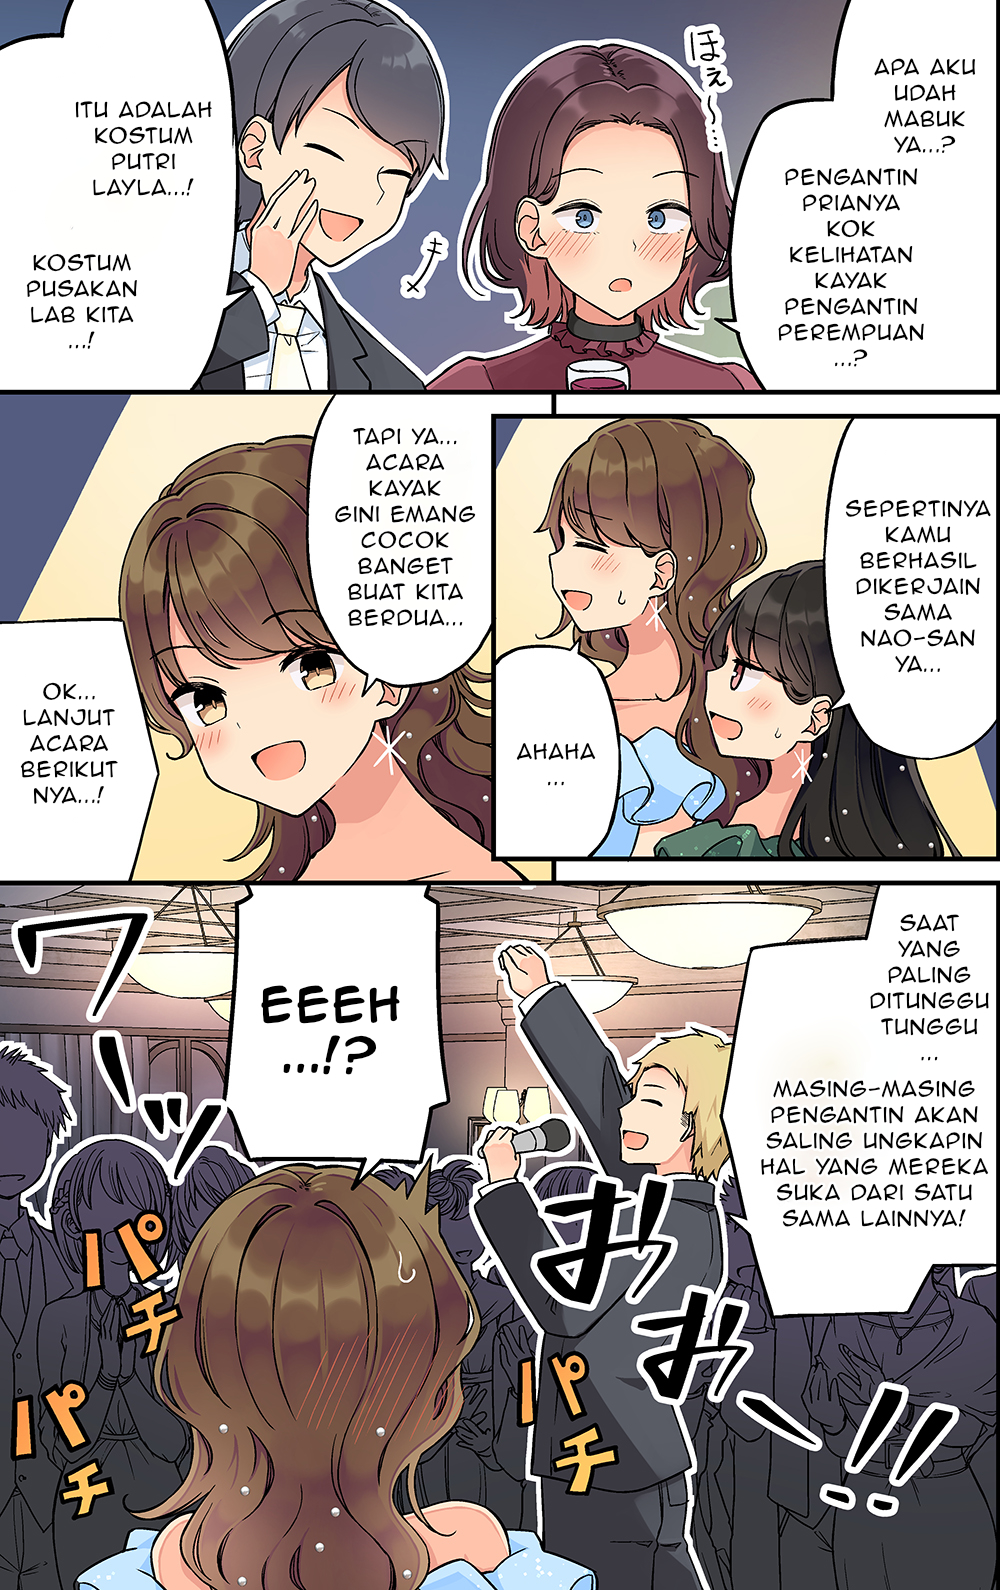 APA AKU
UDAH
MABUK
YA...?
PENGANTIN
PRIANYA
KOK
KELIHATAN
KAYAK
PENGANTIN
PEREMPUAN
...?
ほぇ〜...
ITU ADALAH
KOSTUM
PUTRI
LAYLA...!
KOSTUM
PUSAKAN
LAB KITA
...!
SEPERTINYA
KAMU
BERHASIL
DIKERJAIN
SAMA
NAO-SAN
YA...
AHAHA
...
TAPI YA...
ACARA
KAYAK
GINI EMANG
COCOK
BANGET
BUAT KITA
BERDUA...
OK...
LANJUT
ACARA
BERIKUT
NYA...!
SAAT
YANG
PALING
DITUNGGU
TUNGGU
...
MASING-MASING
PENGANTIN AKAN
SALING UNGKAPIN
HAL YANG MEREKA
SUKA DARI SATU
SAMA LAINNYA!
EEEH
...!?
ワーッ
おおー!!
パチ
パチ
パチ